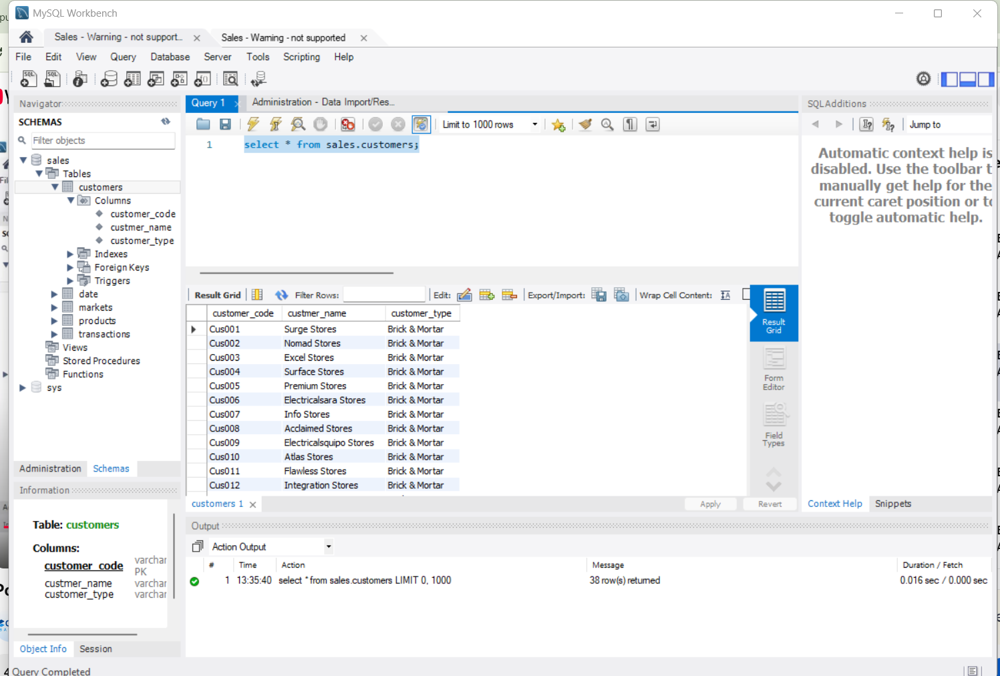 MySQL Workbench
Sales - Warning - not support...
Sales - Warning - not supported
File Edit View Query Database Server Tools Scripting Help
Navigator
SCHEMAS
Filter objects
sales
Tables
customers
Columns
customer_code
custmer_name
customer_type
Indexes
Foreign Keys
Triggers
date
markets
products
transactions
Views
Stored Procedures
Functions
sys
Administration Schemas
Information
Table: customers
Columns:
customer_code varchar
PK
custmer_name varchar
customer_type varchar
Object Info Session
Query Completed
Query 1
Administration - Data Import/Res...
Limit to 1000 rows
1 select * from sales.customers;
Result Grid Filter Rows: Edit: Export/Import: Wrap Cell Content:
customer_code custmer_name customer_type
Cus001 Surge Stores Brick & Mortar
Cus002 Nomad Stores Brick & Mortar
Cus003 Excel Stores Brick & Mortar
Cus004 Surface Stores Brick & Mortar
Cus005 Premium Stores Brick & Mortar
Cus006 Electricalsara Stores Brick & Mortar
Cus007 Info Stores Brick & Mortar
Cus008 Acclaimed Stores Brick & Mortar
Cus009 Electricalsquipo Stores Brick & Mortar
Cus010 Atlas Stores Brick & Mortar
Cus011 Flawless Stores Brick & Mortar
Cus012 Integration Stores Brick & Mortar
Result
Grid
Form
Editor
Field
Types
customers 1
Apply Revert
Output
Action Output
# Time Action Message Duration / Fetch
1 13:35:40 select * from sales.customers LIMIT 0, 1000 38 row(s) returned 0.016 sec / 0.000 sec
SQLAdditions
Jump to
Automatic context help is
disabled. Use the toolbar t
manually get help for the
current caret position or to
toggle automatic help.
Context Help Snippets